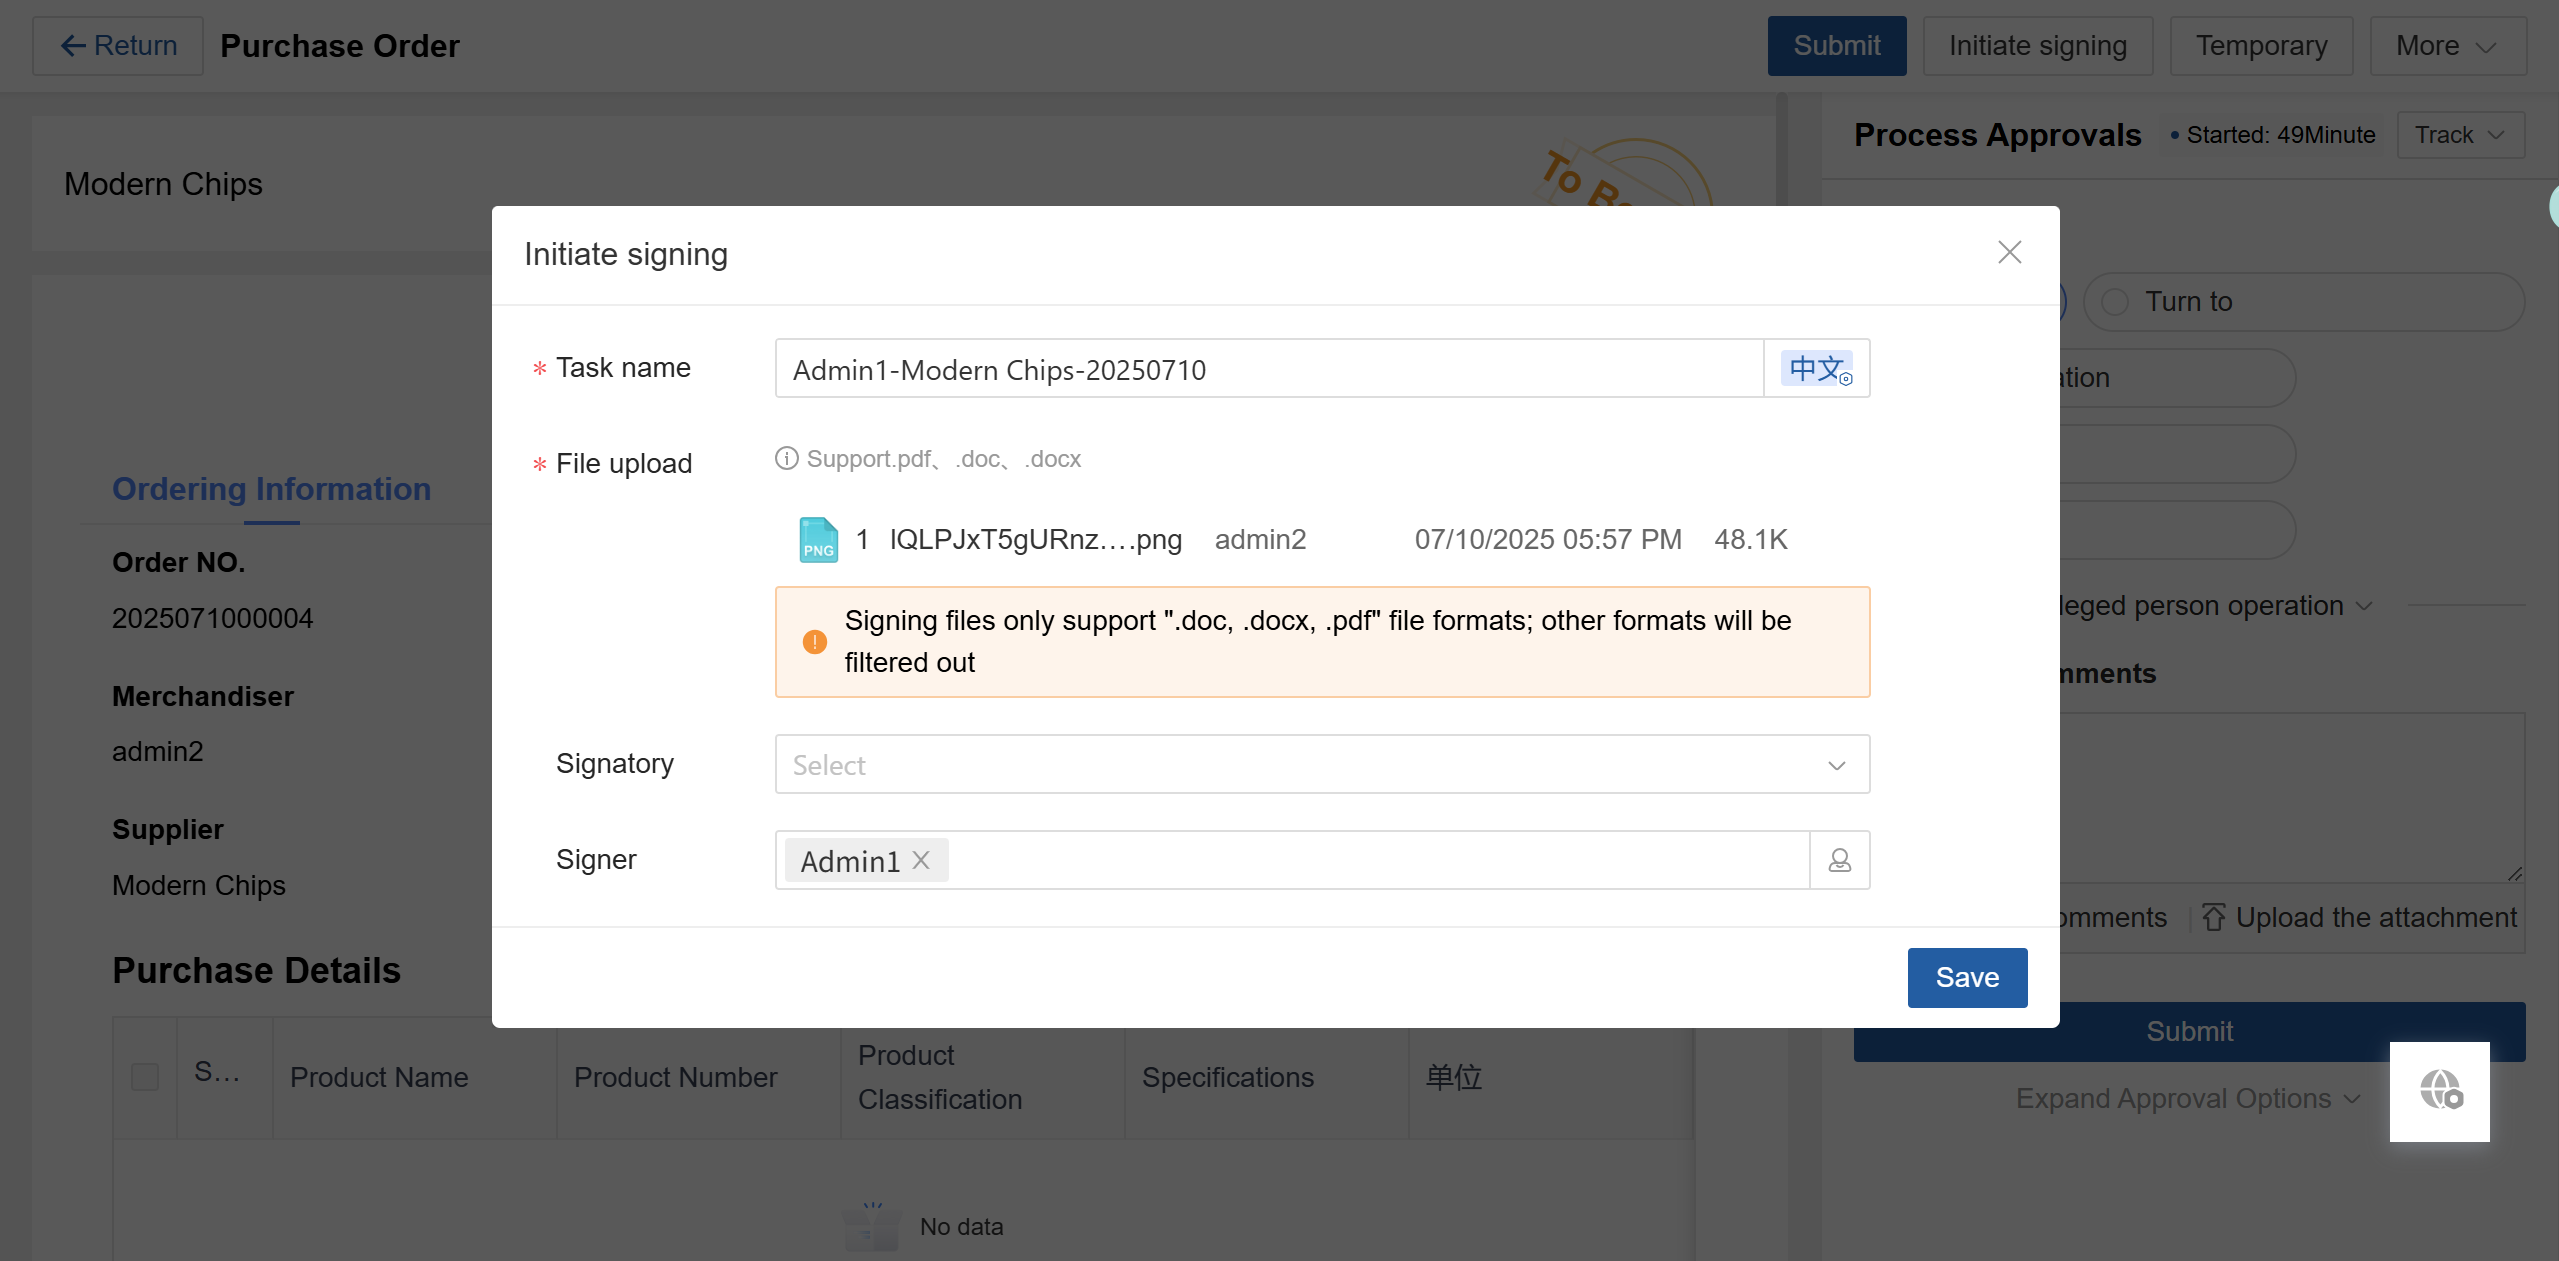 Return
Purchase Order
Submit
Initiate signing
Temporary
More
Modern Chips
To Be
Process Approvals
• Started: 49Minute
Track
Initiate signing
* Task name
Admin1-Modern Chips-20250710
中文
* File upload
Support.pdf、.doc、.docx
PNG
1 lQLPJxT5gURnz....png admin2 07/10/2025 05:57 PM 48.1K
Signing files only support ".doc, .docx, .pdf" file formats; other formats will be
filtered out
Signatory
Select
Signer
Admin1
Save
Ordering Information
Order NO.
2025071000004
Merchandiser
admin2
Supplier
Modern Chips
Purchase Details
S...
Product Name
Product Number
Product
Classification
Specifications
单位
No data
Turn to
ation
leged person operation
mments
omments
Upload the attachment
Submit
Expand Approval Options